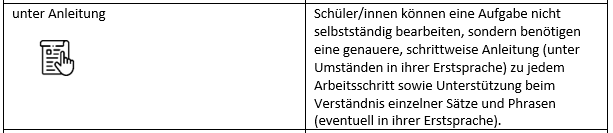 unter Anleitung
Schüler/innen können eine Aufgabe nicht
selbstständig bearbeiten, sondern benötigen
eine genauere, schrittweise Anleitung (unter
Umständen in ihrer Erstsprache) zu jedem
Arbeitsschritt sowie Unterstützung beim
Verständnis einzelner Sätze und Phrasen
(eventuell in ihrer Erstsprache).